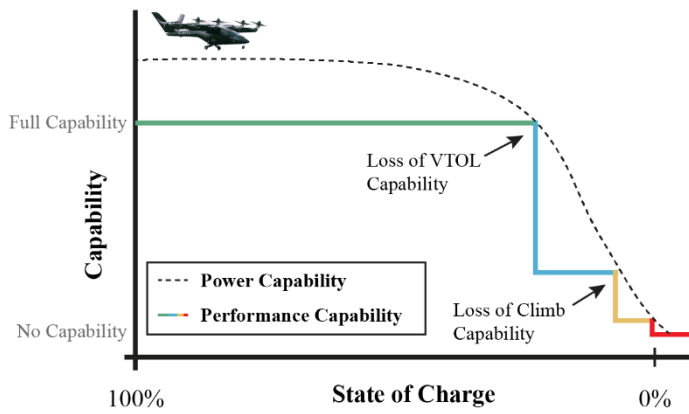 Full Capability
Loss of VTOL
Capability
Capability
Power Capability
Performance Capability
Loss of Climb
Capability
No Capability
100%
State of Charge
0%